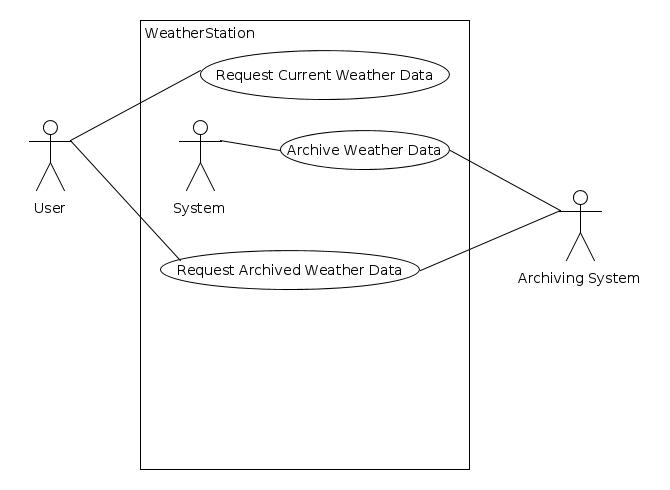 WeatherStation
Request Current Weather Data
Archive Weather Data
User
System
Request Archived Weather Data
Archiving System